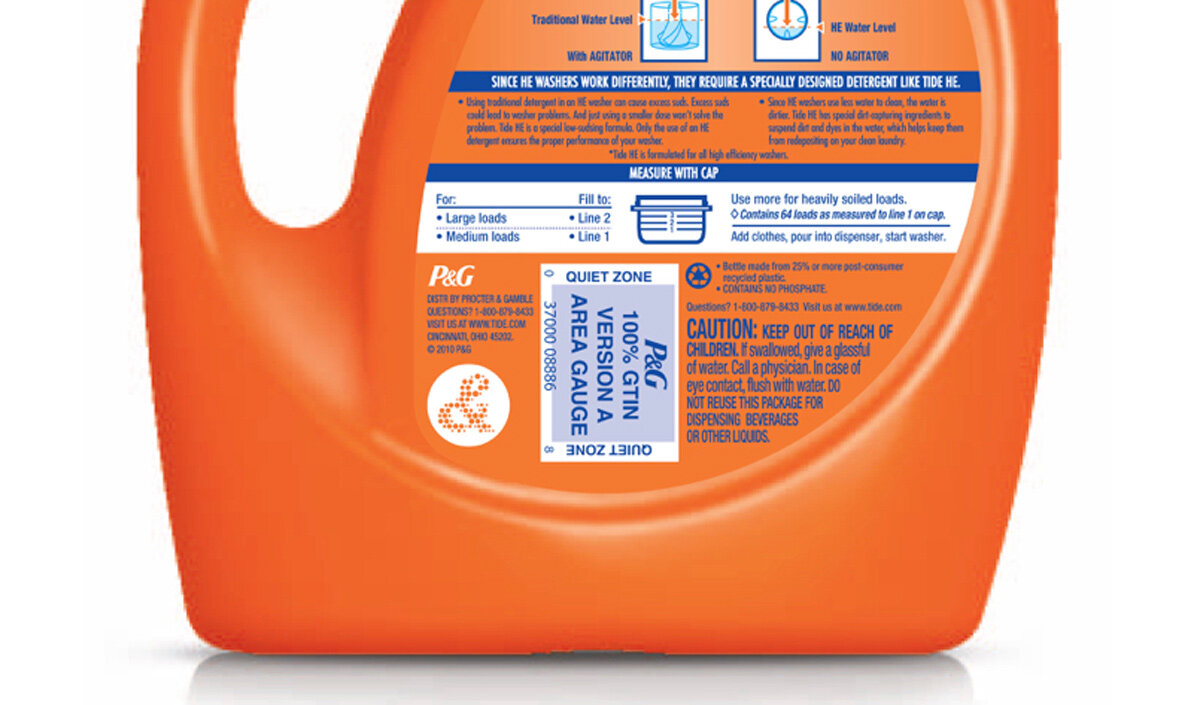 Traditional Water Level
With AGITATOR
HE Water Level
NO AGITATOR
SINCE HE WASHERS WORK DIFFERENTLY, THEY REQUIRE A SPECIALLY DESIGNED DETERGENT LIKE TIDE HE.
• Using traditional detergent in an HE washer can cause excess suds. Excess suds
could lead to washer problems. And just using a smaller dose won't solve the
problem. Tide HE is a special low-sudsing formula. Only the use of an HE
detergent ensures the proper performance of your washer.
• Since HE washers use less water to clean, the water is
dirtier. Tide HE has special dirt-capturing ingredients to
suspend dirt and dyes in the water, which helps keep them
from redepositing on your clean laundry.
*Tide HE is formulated for all high efficiency washers.
MEASURE WITH CAP
For: Fill to:
• Large loads • Line 2
• Medium loads • Line 1
3
2
1
Use more for heavily soiled loads.
◊ Contains 64 loads as measured to line 1 on cap.
Add clothes, pour into dispenser, start washer.
P&G
DISTR BY PROCTER & GAMBLE
QUESTIONS? 1-800-879-8433
VISIT US AT WWW.TIDE.COM
CINCINNATI, OHIO 45202.
© 2010 P&G
&
QUIET ZONE
P&G
100% GTIN
VERSION A
AREA GAUGE
0 37000 08886 8
QUIET ZONE
• Bottle made from 25% or more post-consumer
recycled plastic.
• CONTAINS NO PHOSPHATE.
Questions? 1-800-879-8433 Visit us at www.tide.com
CAUTION: KEEP OUT OF REACH OF
CHILDREN. If swallowed, give a glassful
of water. Call a physician. In case of
eye contact, flush with water. DO
NOT REUSE THIS PACKAGE FOR
DISPENSING BEVERAGES
OR OTHER LIQUIDS.